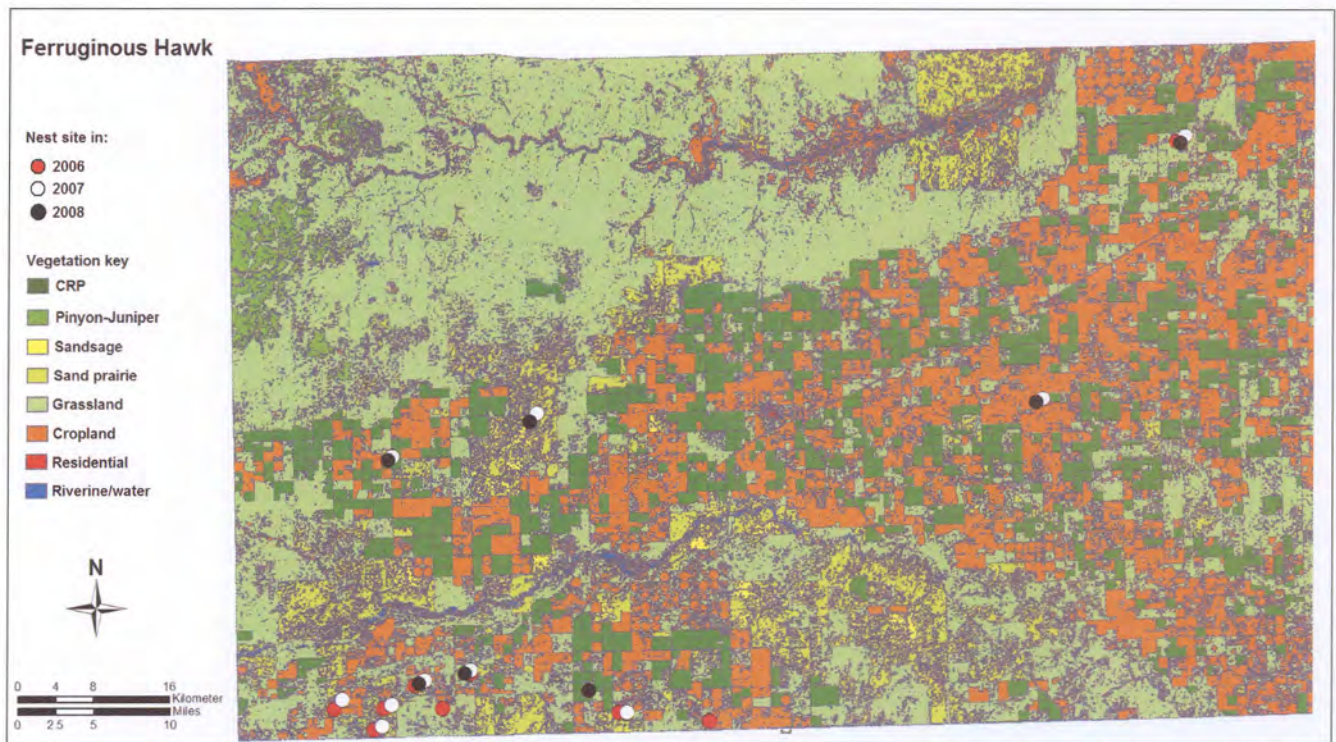 Ferruginous Hawk
Nest site in:
2006
2007
2008
Vegetation key
CRP
Pinyon-Juniper
Sandsage
Sand prairie
Grassland
Cropland
Residential
Riverine/water
N
0 4 8 16
Kilometer
Miles
0 2.5 5 10